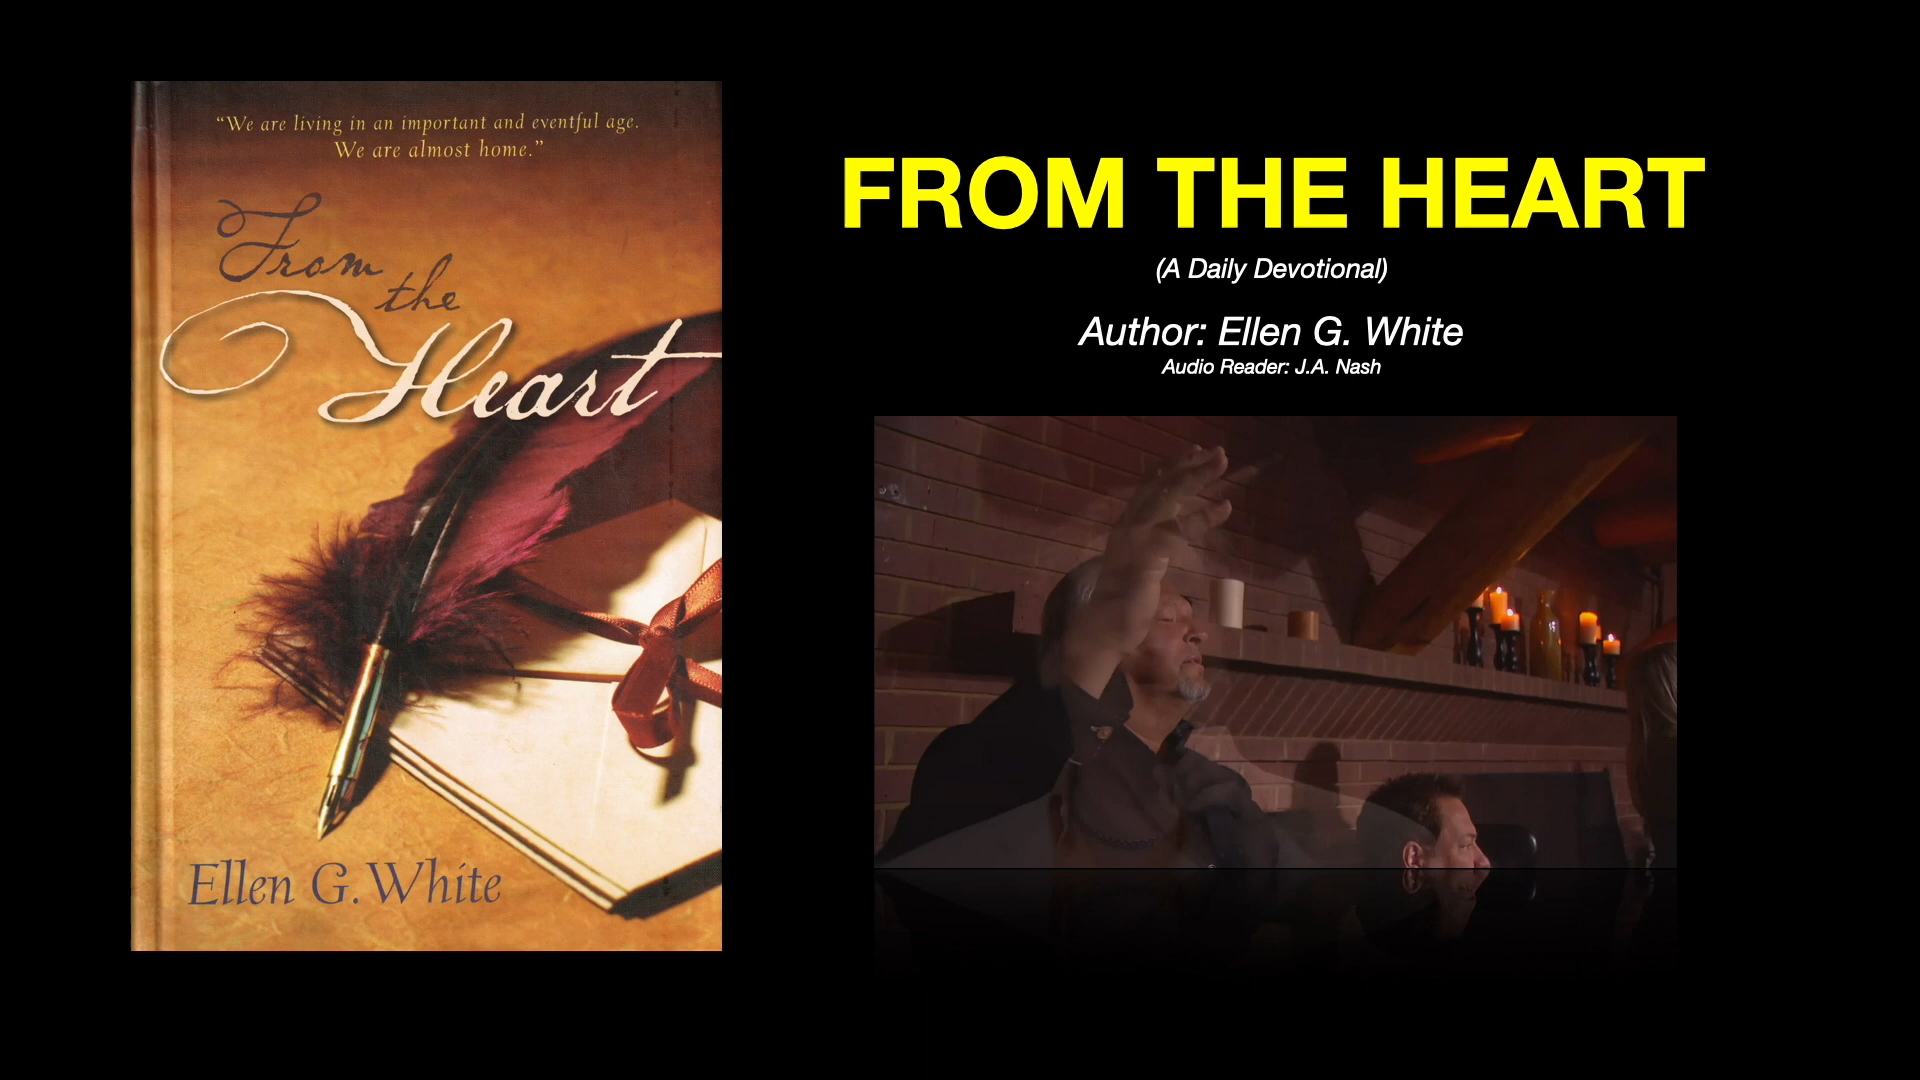 “We are living in an important and eventful age.
We are almost home.”
From
the
Heart
Ellen G. White
FROM THE HEART
(A Daily Devotional)
Author: Ellen G. White
Audio Reader: J.A. Nash